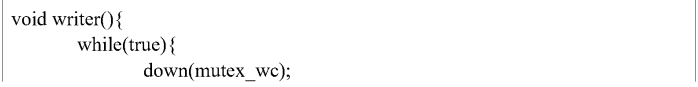 void writer(){
while(true){
down(mutex_wc);